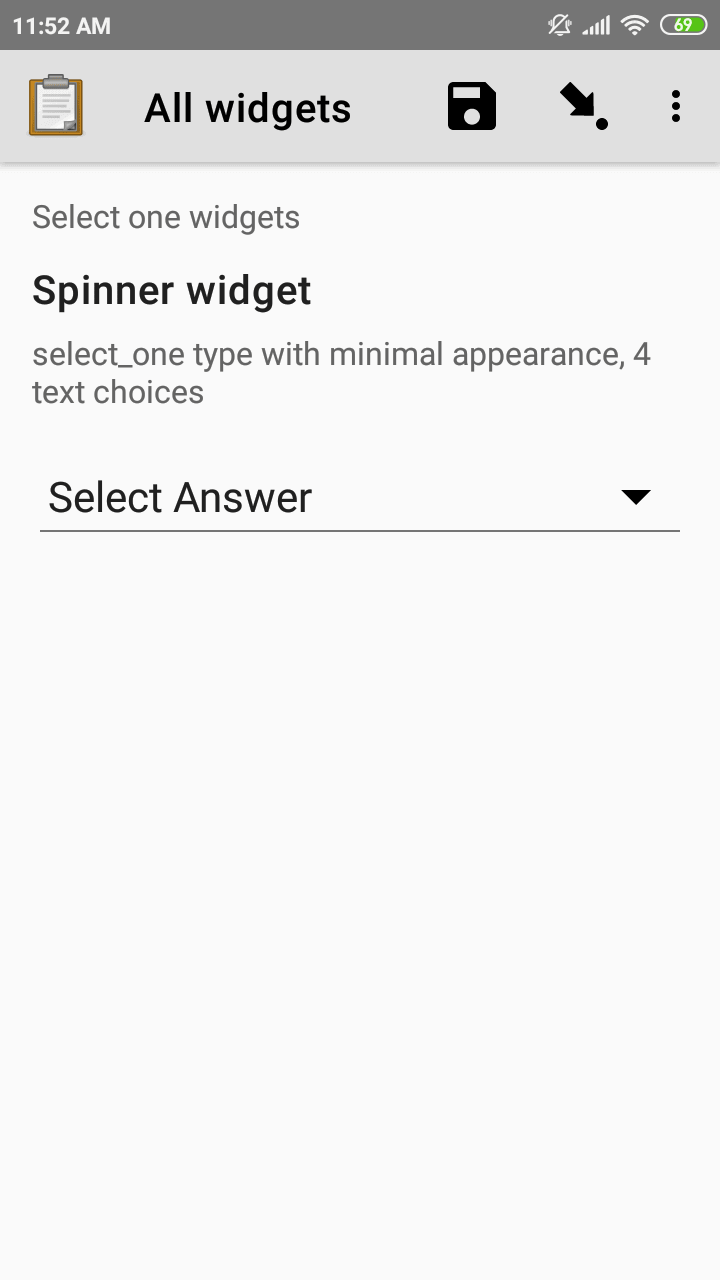 11:52 AM
69
All widgets
Select one widgets
Spinner widget
select_one type with minimal appearance, 4
text choices
Select Answer